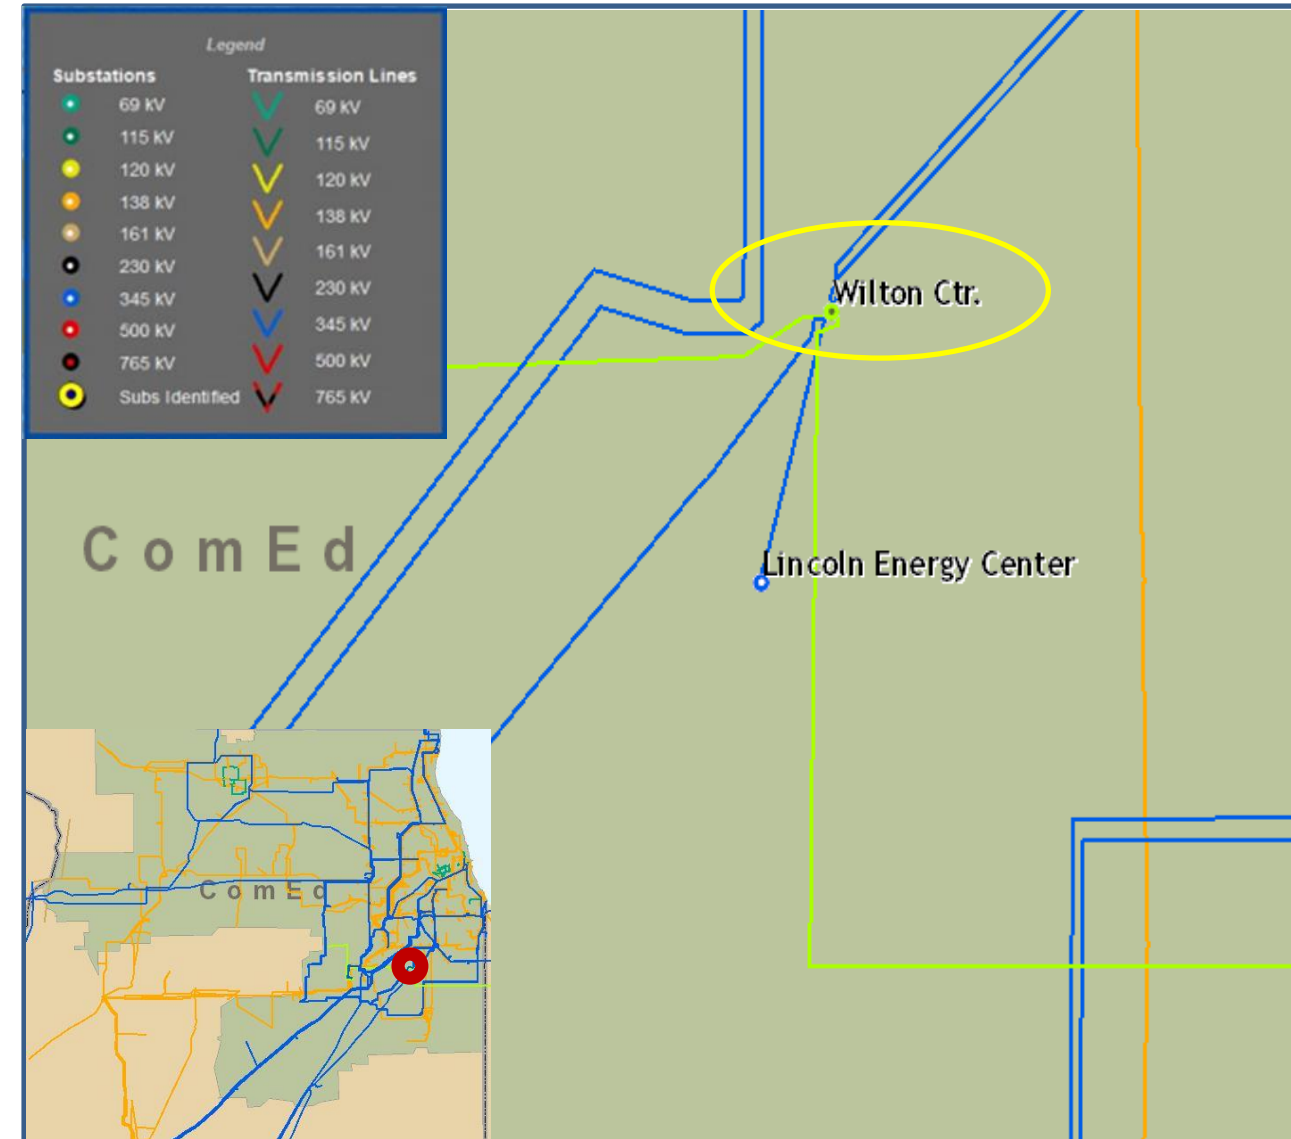 Legend
Substations Transmission Lines
69 kV 69 kV
115 kV 115 kV
120 kV 120 kV
138 kV 138 kV
161 kV 161 kV
230 kV 230 kV
345 kV 345 kV
500 kV 500 kV
765 kV 765 kV
Subs Identified
Wilton Ctr.
ComEd
Lincoln Energy Center
ComEd